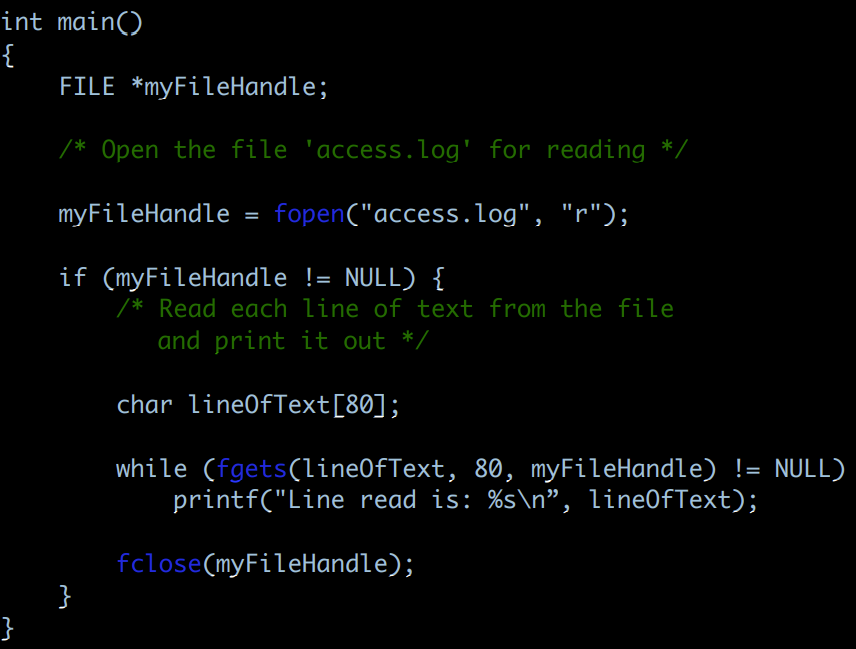 int main()
{
    FILE *myFileHandle;

    /* Open the file 'access.log' for reading */

    myFileHandle = fopen("access.log", "r");

    if (myFileHandle != NULL) {
        /* Read each line of text from the file
           and print it out */

        char lineOfText[80];

        while (fgets(lineOfText, 80, myFileHandle) != NULL)
            printf("Line read is: %s\n”, lineOfText);

        fclose(myFileHandle);
    }
}